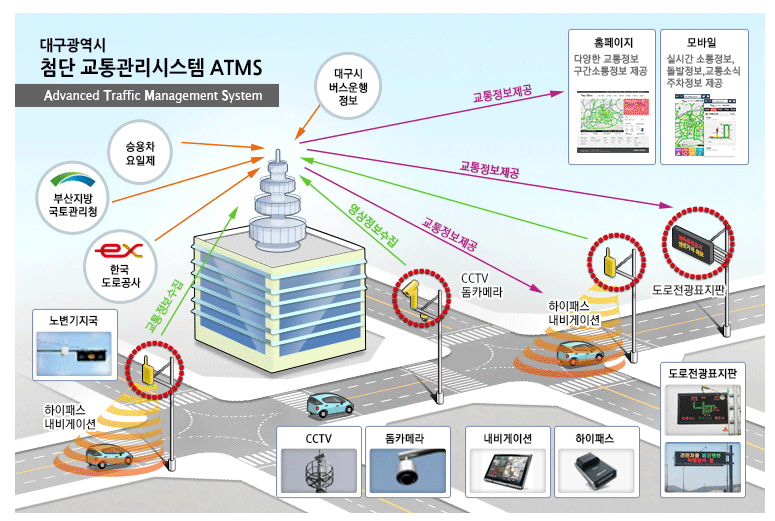 대구광역시
첨단 교통관리시스템 ATMS
Advanced Traffic Management System
대구시
버스운행
정보
승용차
요일제
부산지방
국토관리청
ex
한국
도로공사
홈페이지
다양한 교통정보
구간소통정보 제공
모바일
실시간 소통정보,
돌발정보,교통소식
주차정보 제공
교통정보제공
교통정보제공
교통정보제공
영상정보수집
교통정보수집
CCTV
돔카메라
하이패스
내비게이션
도로전광표지판
노변기지국
하이패스
내비게이션
CCTV
돔카메라
내비게이션
하이패스
도로전광표지판